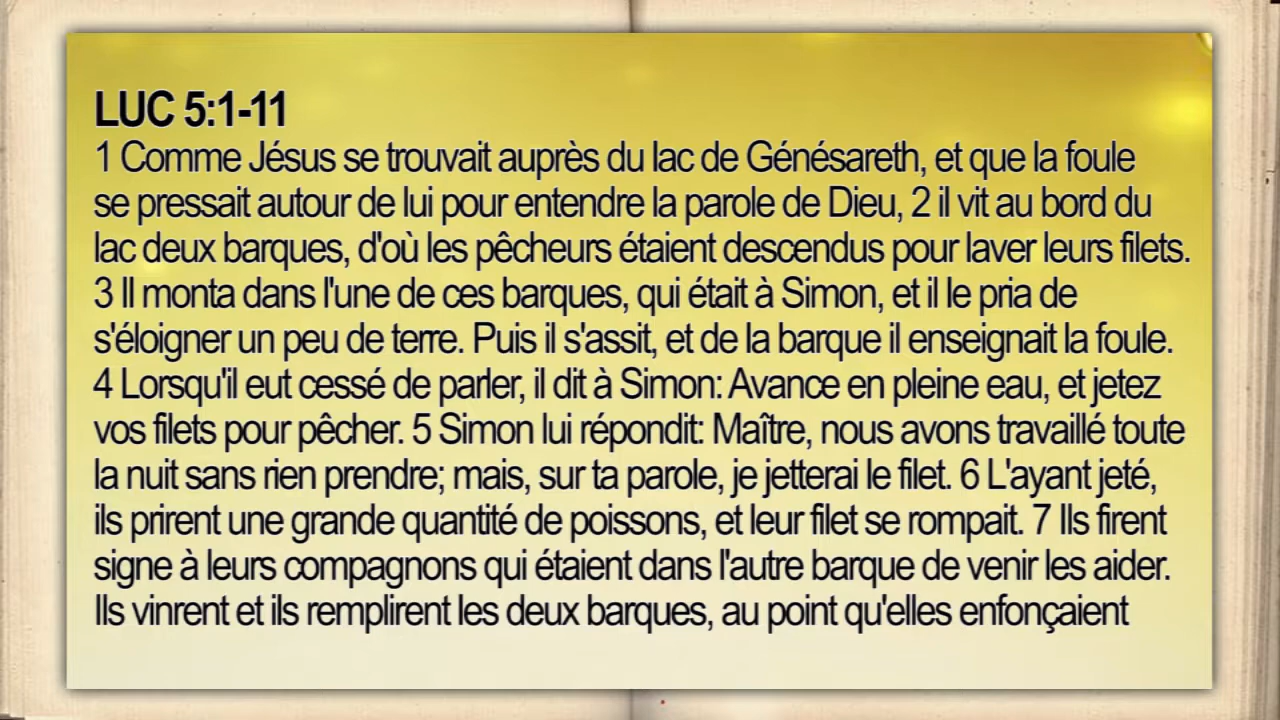 LUC 5:1-11
1 Comme Jésus se trouvait auprès du lac de Génésareth, et que la foule
se pressait autour de lui pour entendre la parole de Dieu, 2 il vit au bord du
lac deux barques, d'où les pêcheurs étaient descendus pour laver leurs filets.
3 Il monta dans l'une de ces barques, qui était à Simon, et il le pria de
s'éloigner un peu de terre. Puis il s'assit, et de la barque il enseignait la foule.
4 Lorsqu'il eut cessé de parler, il dit à Simon: Avance en pleine eau, et jetez
vos filets pour pêcher. 5 Simon lui répondit: Maître, nous avons travaillé toute
la nuit sans rien prendre; mais, sur ta parole, je jetterai le filet. 6 L'ayant jeté,
ils prirent une grande quantité de poissons, et leur filet se rompait. 7 Ils firent
signe à leurs compagnons qui étaient dans l'autre barque de venir les aider.
Ils vinrent et ils remplirent les deux barques, au point qu'elles enfonçaient